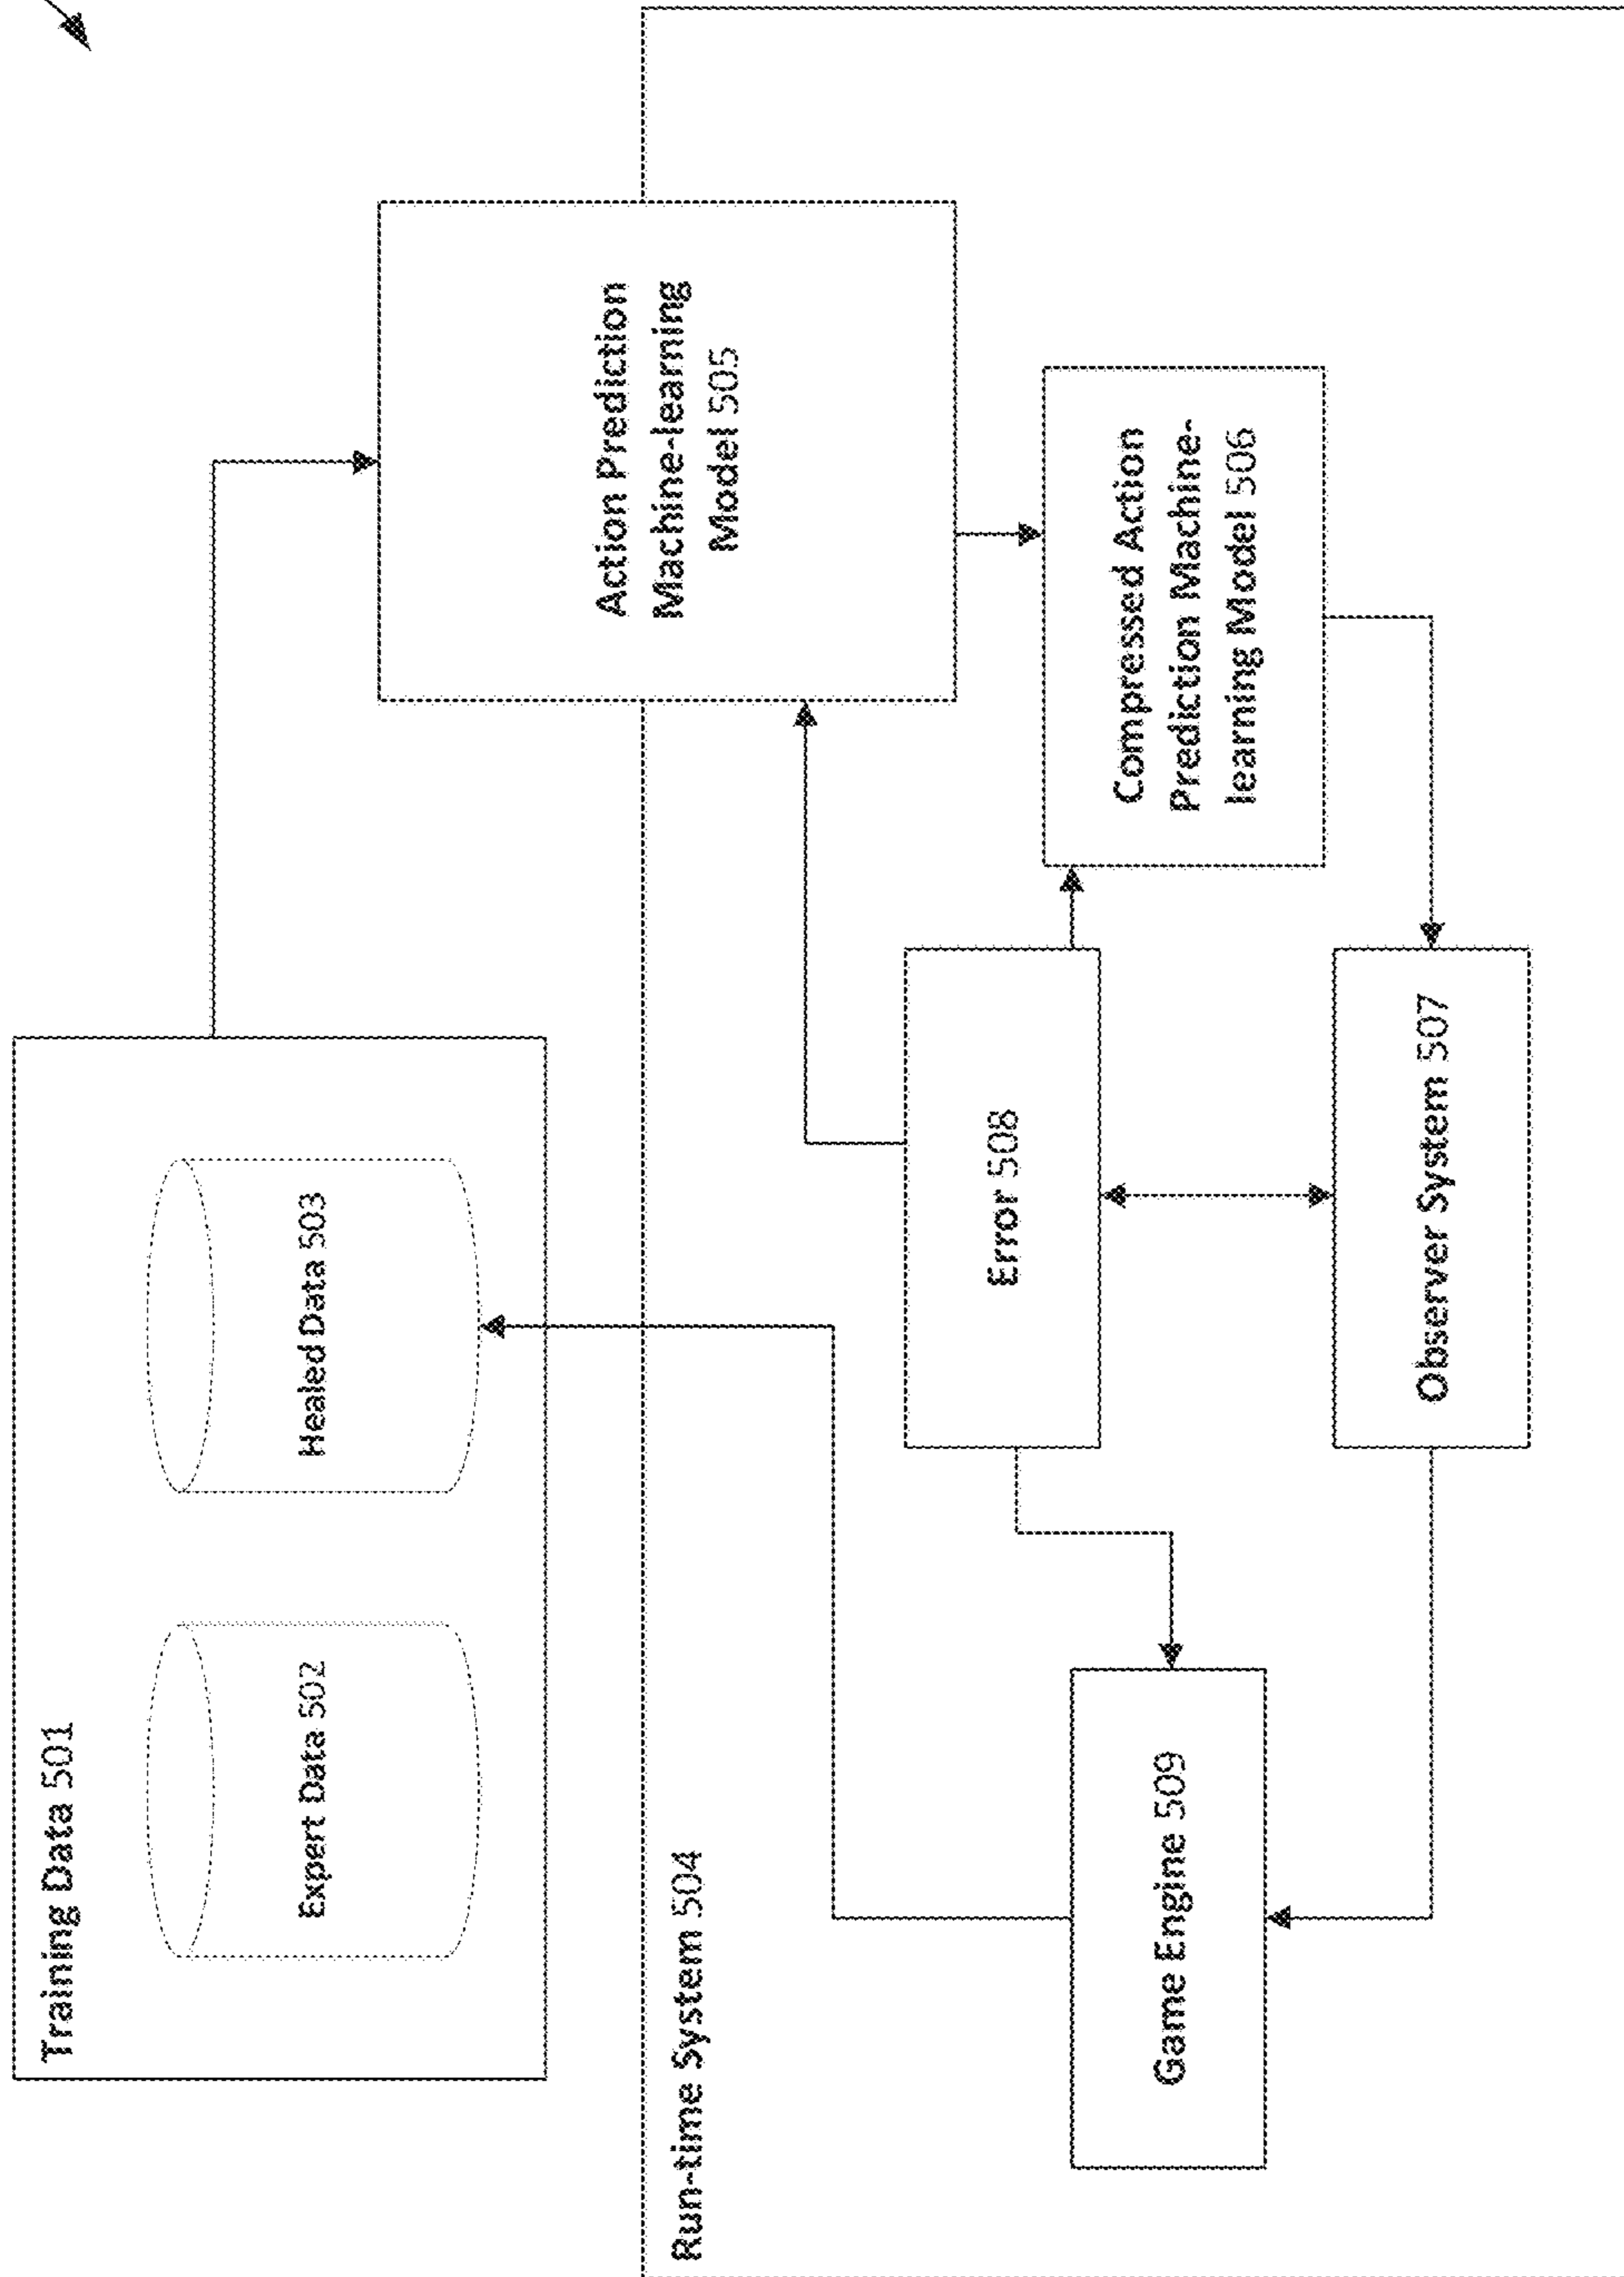 Training Data 501
Expert Data 502
Healed Data 503
Run-time System 504
Action Prediction
Machine-learning
Model 505
Compressed Action
Prediction Machine-
learning Model 506
Error 508
Game Engine 509
Observer System 507